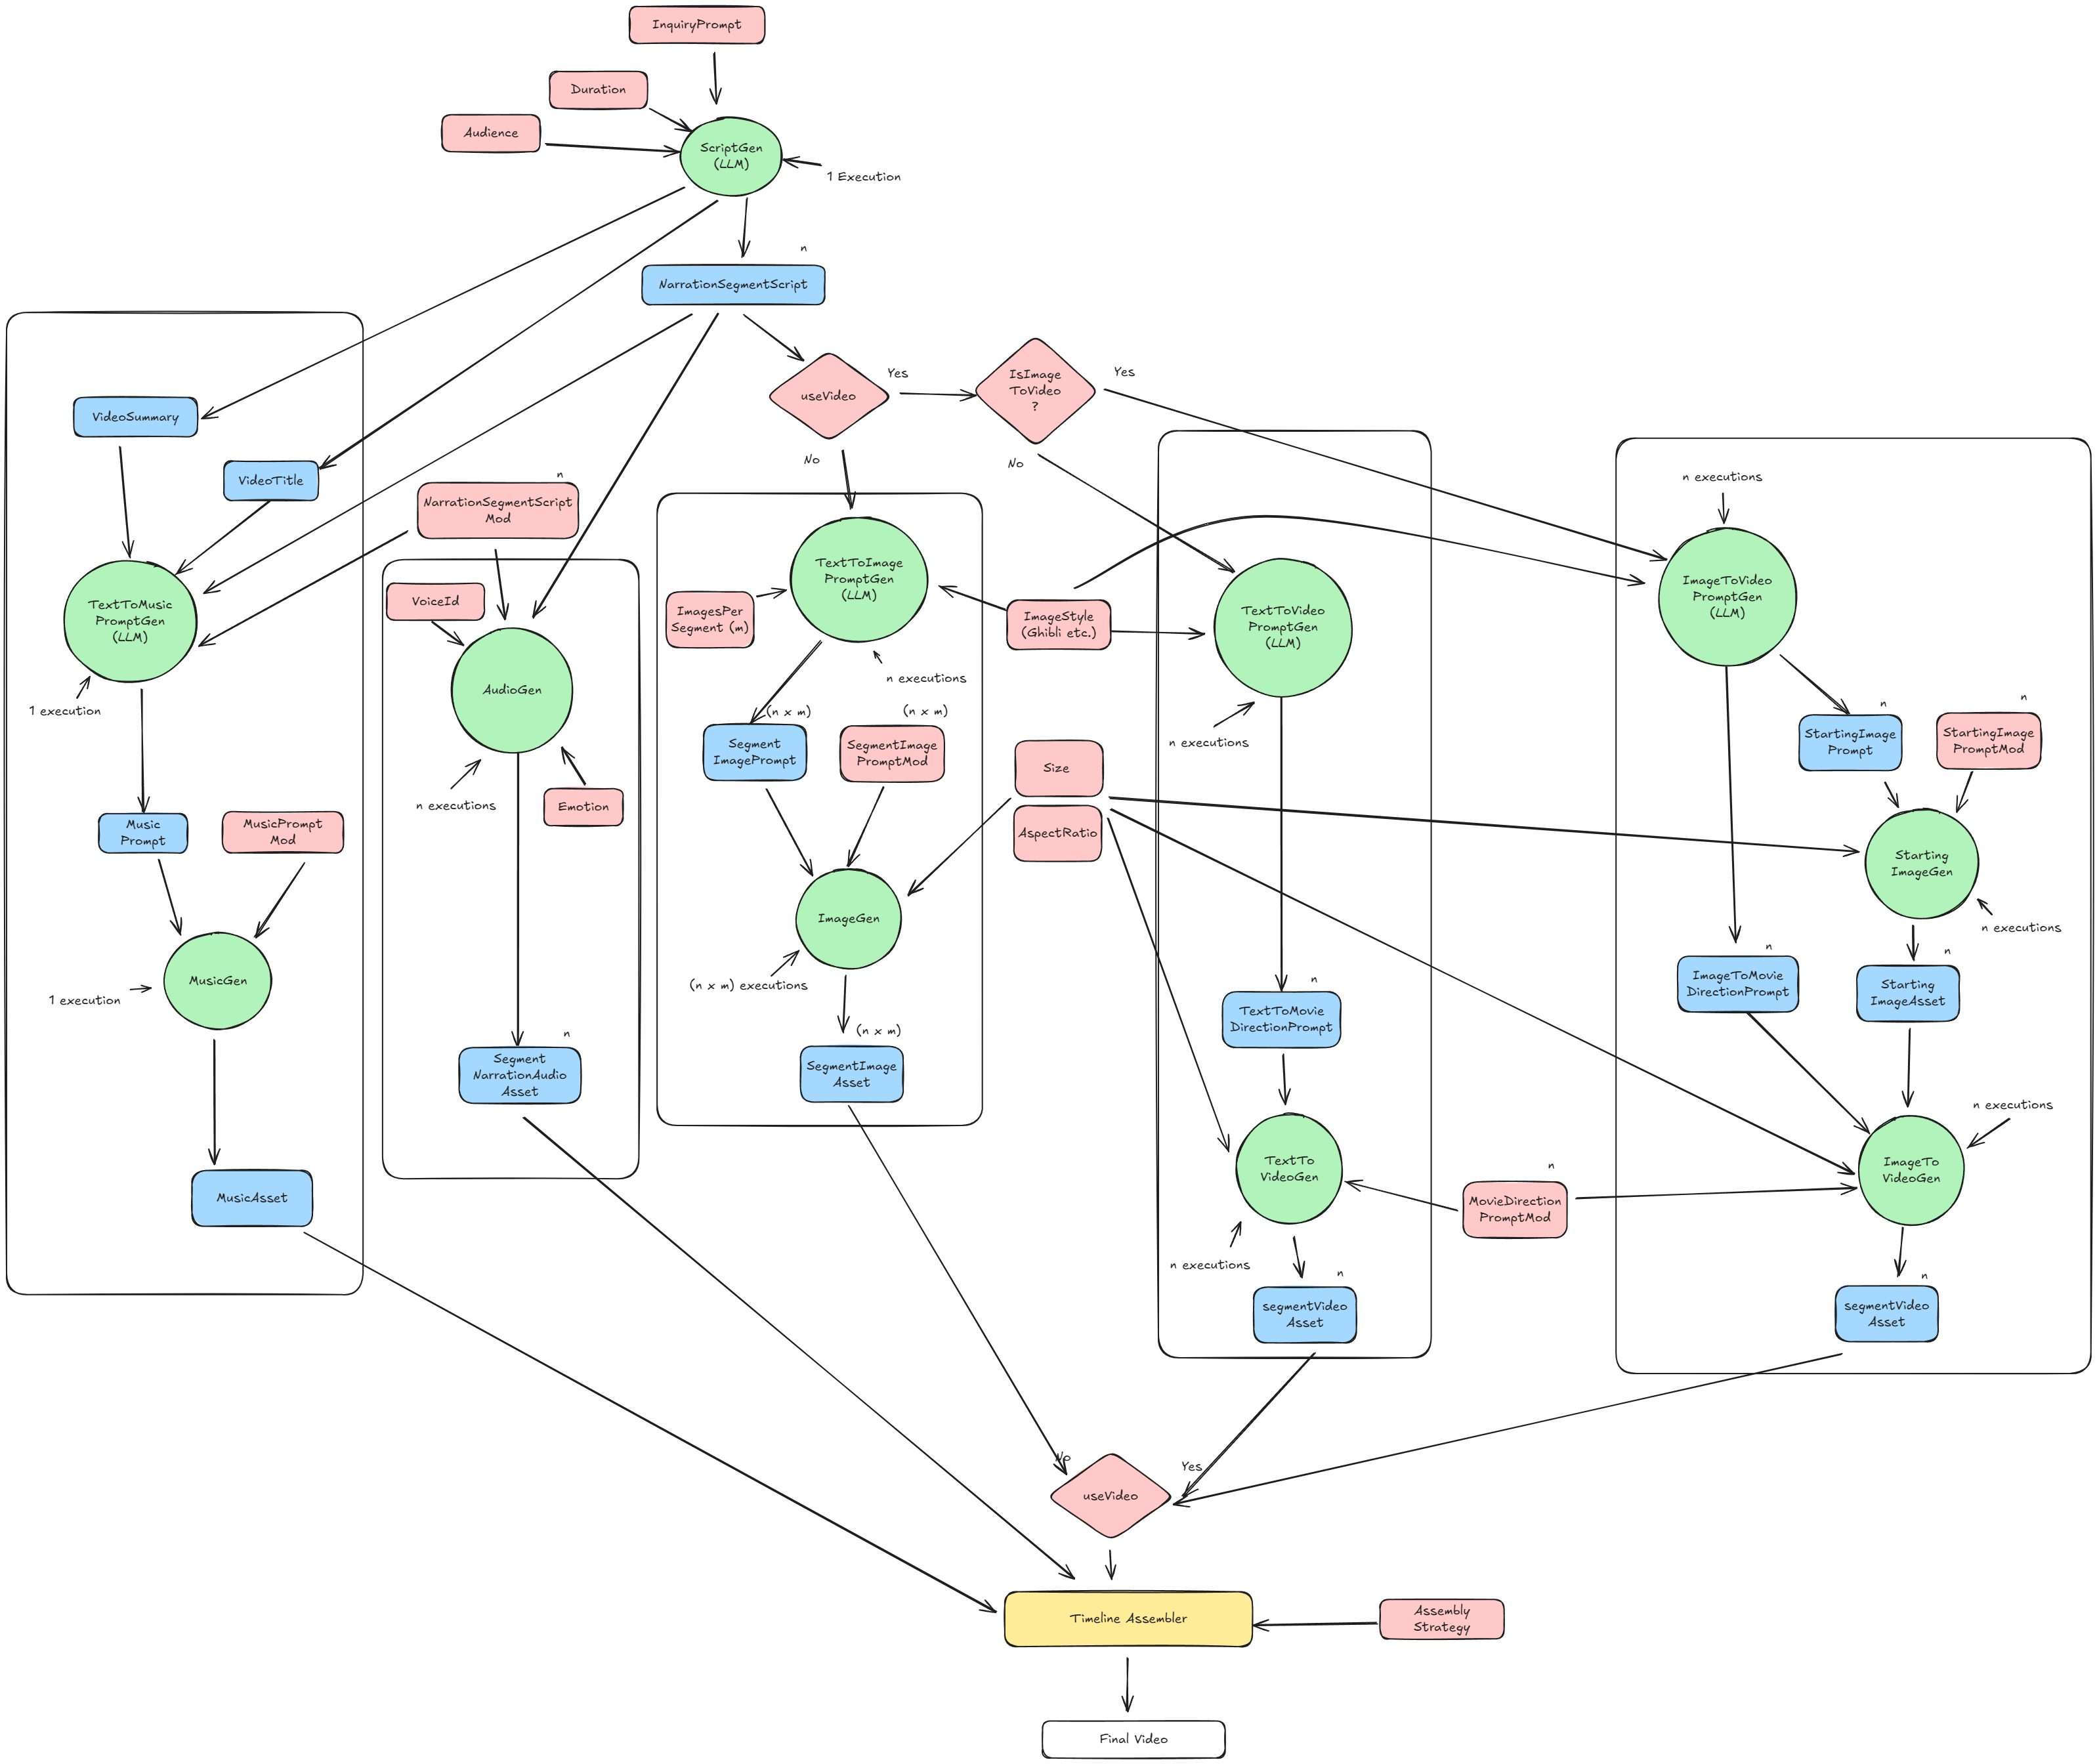 InquiryPrompt
Duration
Audience
ScriptGen
(LLM)
1 Execution
n
NarrationSegmentScript
useVideo
Yes
No
IsImage
ToVideo
?
Yes
No
VideoSummary
VideoTitle
TextToMusic
PromptGen
(LLM)
1 execution
Music
Prompt
MusicPrompt
Mod
MusicGen
1 execution
MusicAsset
n
NarrationSegmentScript
Mod
VoiceId
AudioGen
n executions
Emotion
n
Segment
NarrationAudio
Asset
TextToImage
PromptGen
(LLM)
ImagesPer
Segment (m)
n executions
(n x m)
Segment
ImagePrompt
(n x m)
SegmentImage
PromptMod
ImageGen
(n x m) executions
(n x m)
SegmentImage
Asset
ImageStyle
(Ghibli etc.)
Size
AspectRatio
TextToVideo
PromptGen
(LLM)
n executions
n
TextToMovie
DirectionPrompt
TextTo
VideoGen
n executions
n
segmentVideo
Asset
n
MovieDirection
PromptMod
n executions
ImageToVideo
PromptGen
(LLM)
n
StartingImage
Prompt
n
StartingImage
PromptMod
Starting
ImageGen
n executions
n
ImageToMovie
DirectionPrompt
n
Starting
ImageAsset
n executions
ImageTo
VideoGen
n
segmentVideo
Asset
No
Yes
useVideo
Timeline Assembler
Assembly
Strategy
Final Video